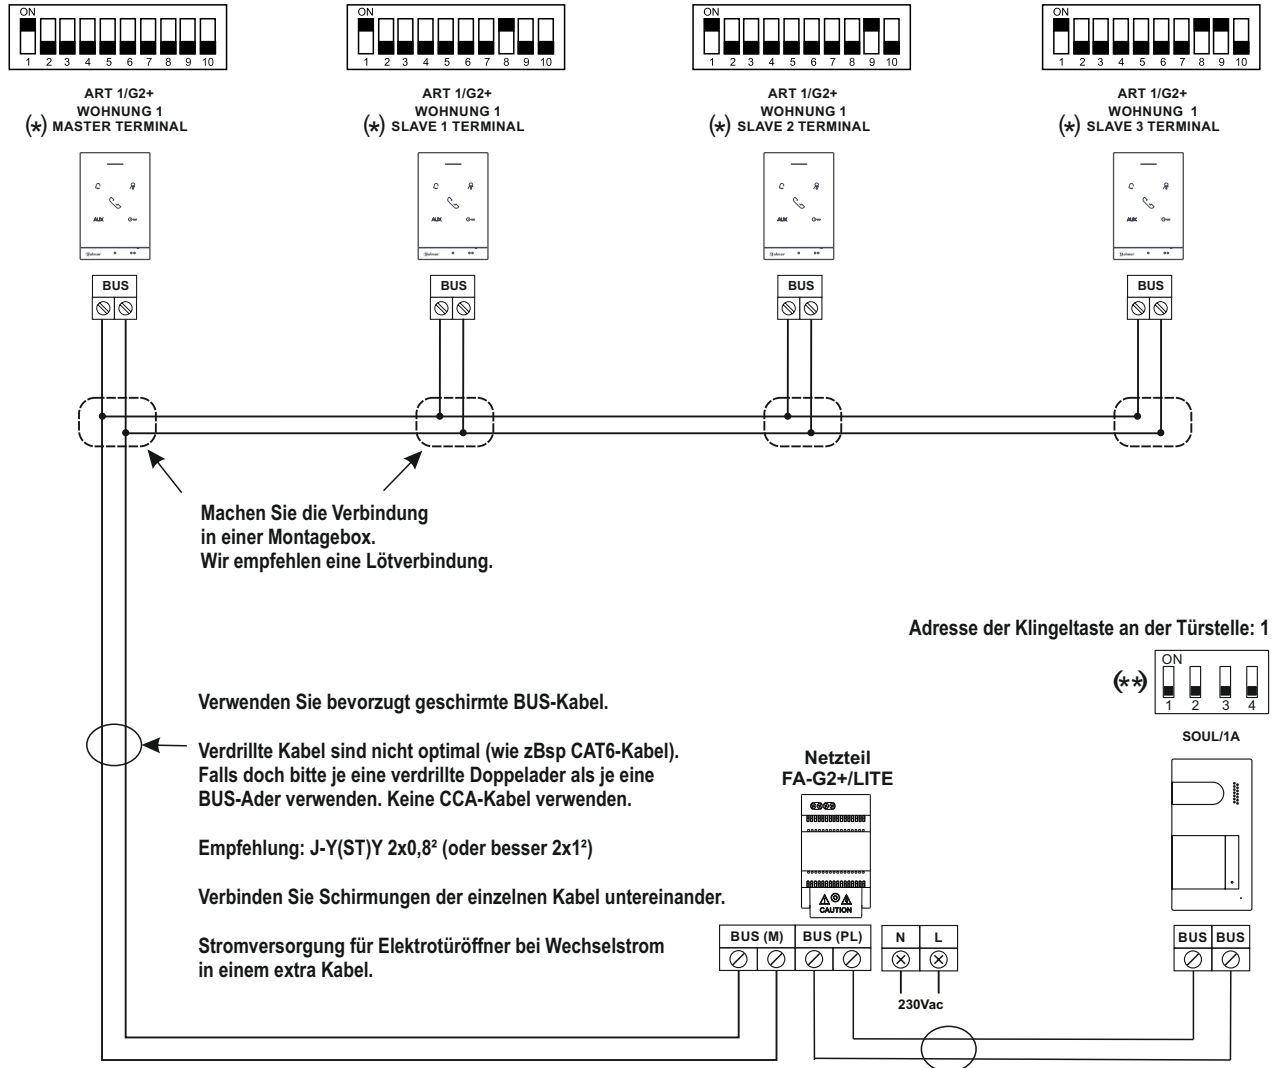 ON
1 2 3 4 5 6 7 8 9 10
ART 1/G2+
WOHNUNG 1
(*) MASTER TERMINAL
AUX
BUS
ON
1 2 3 4 5 6 7 8 9 10
ART 1/G2+
WOHNUNG 1
(*) SLAVE 1 TERMINAL
AUX
BUS
ON
1 2 3 4 5 6 7 8 9 10
ART 1/G2+
WOHNUNG 1
(*) SLAVE 2 TERMINAL
AUX
BUS
ON
1 2 3 4 5 6 7 8 9 10
ART 1/G2+
WOHNUNG 1
(*) SLAVE 3 TERMINAL
AUX
BUS
Machen Sie die Verbindung
in einer Montagebox.
Wir empfehlen eine Lötverbindung.
Adresse der Klingeltaste an der Türstelle: 1
(**)
ON
1 2 3 4
SOUL/1A
Verwenden Sie bevorzugt geschirmte BUS-Kabel.
Verdrillte Kabel sind nicht optimal (wie zBsp CAT6-Kabel).
Falls doch bitte je eine verdrillte Doppelader als je eine
BUS-Ader verwenden. Keine CCA-Kabel verwenden.
Empfehlung: J-Y(ST)Y 2x0,8² (oder besser 2x1²)
Verbinden Sie Schirmungen der einzelnen Kabel untereinander.
Stromversorgung für Elektrotüröffner bei Wechselstrom
in einem extra Kabel.
Netzteil
FA-G2+/LITE
CAUTION
BUS (M) BUS (PL) N L
230Vac
BUS BUS